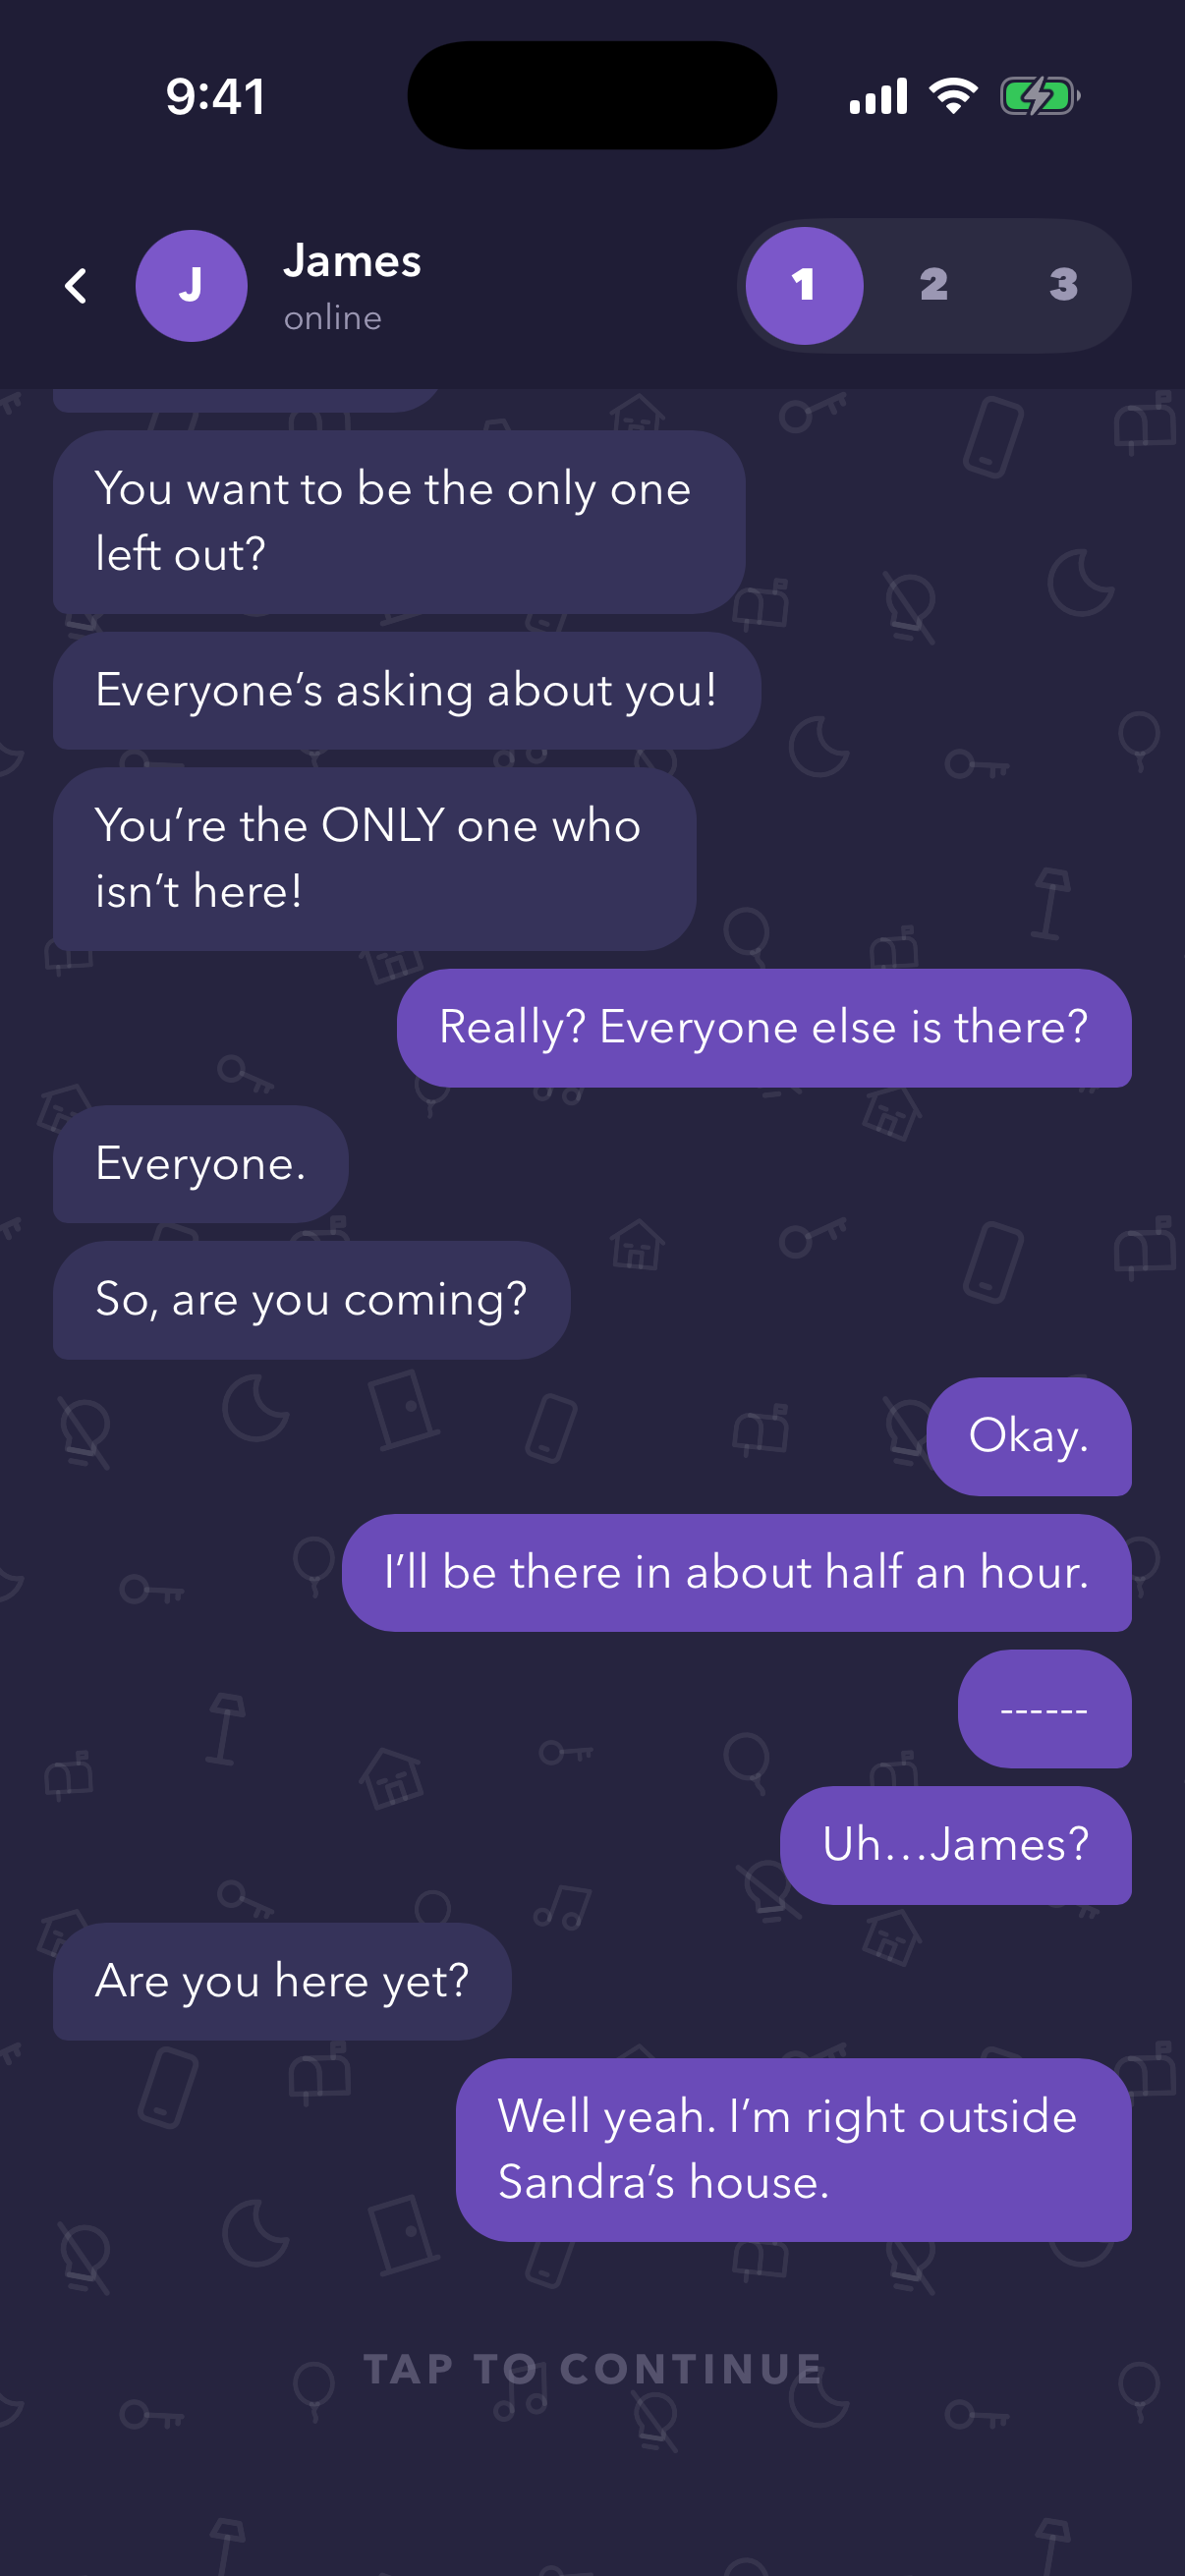 9:41
J
James
online
1
2
3
You want to be the only one
left out?
Everyone’s asking about you!
You’re the ONLY one who
isn’t here!
Really? Everyone else is there?
Everyone.
So, are you coming?
Okay.
I’ll be there in about half an hour.
------
Uh...James?
Are you here yet?
Well yeah. I’m right outside
Sandra’s house.
TAP TO CONTINUE